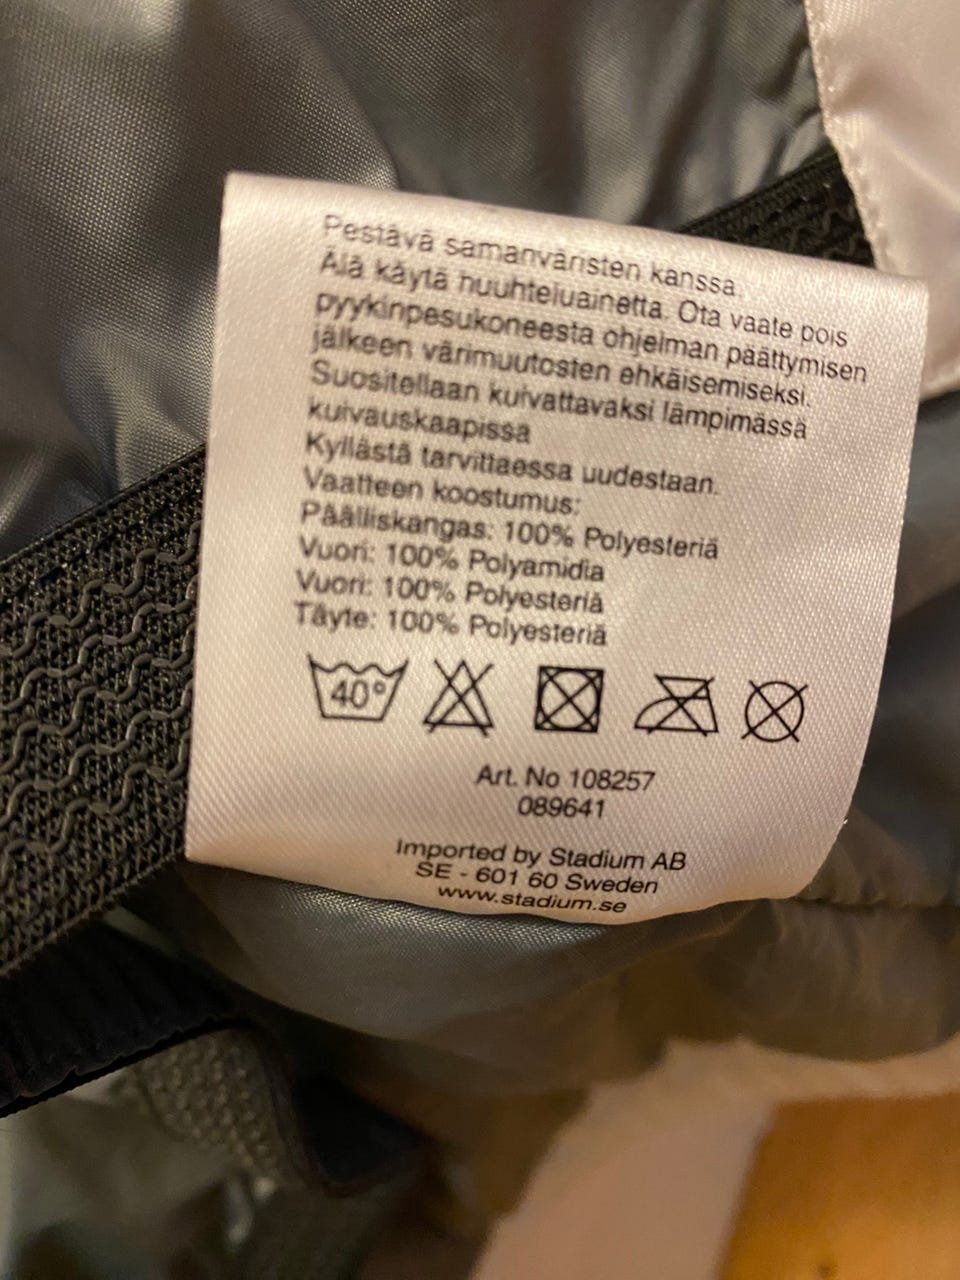 Pestävä samanväristen kanssa.
Älä käytä huuhteluainetta. Ota vaate pois
pyykinpesukoneesta ohjelman päättymisen
jälkeen värimuutosten ehkäisemiseksi.
Suositellaan kuivattavaksi lämpimässä
kuivauskaapissa
Kyllästä tarvittaessa uudestaan.
Vaatteen koostumus:
Päälliskangas: 100% Polyesteriä
Vuori: 100% Polyamidia
Vuori: 100% Polyesteriä
Täyte: 100% Polyesteriä
40°
Art. No 108257
089641
Imported by Stadium AB
SE - 601 60 Sweden
www.stadium.se